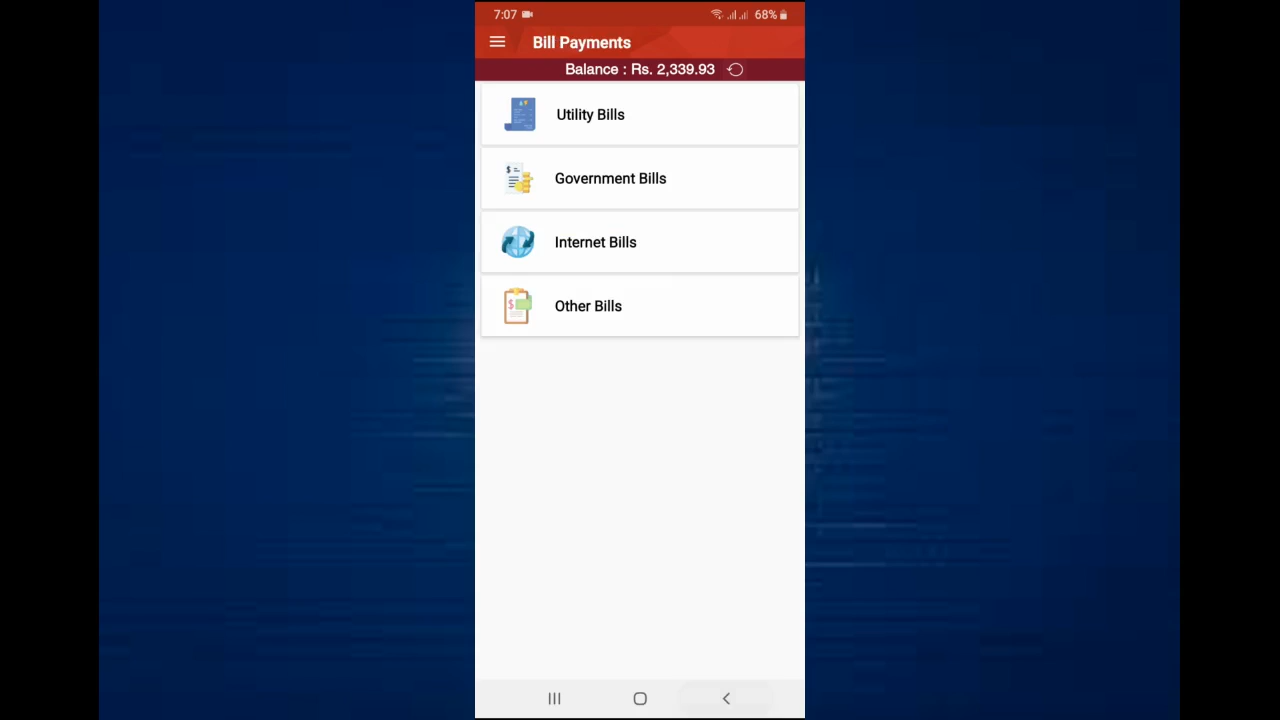 7:07 68%
Bill Payments
Balance : Rs. 2,339.93
Utility Bills
Government Bills
Internet Bills
Other Bills